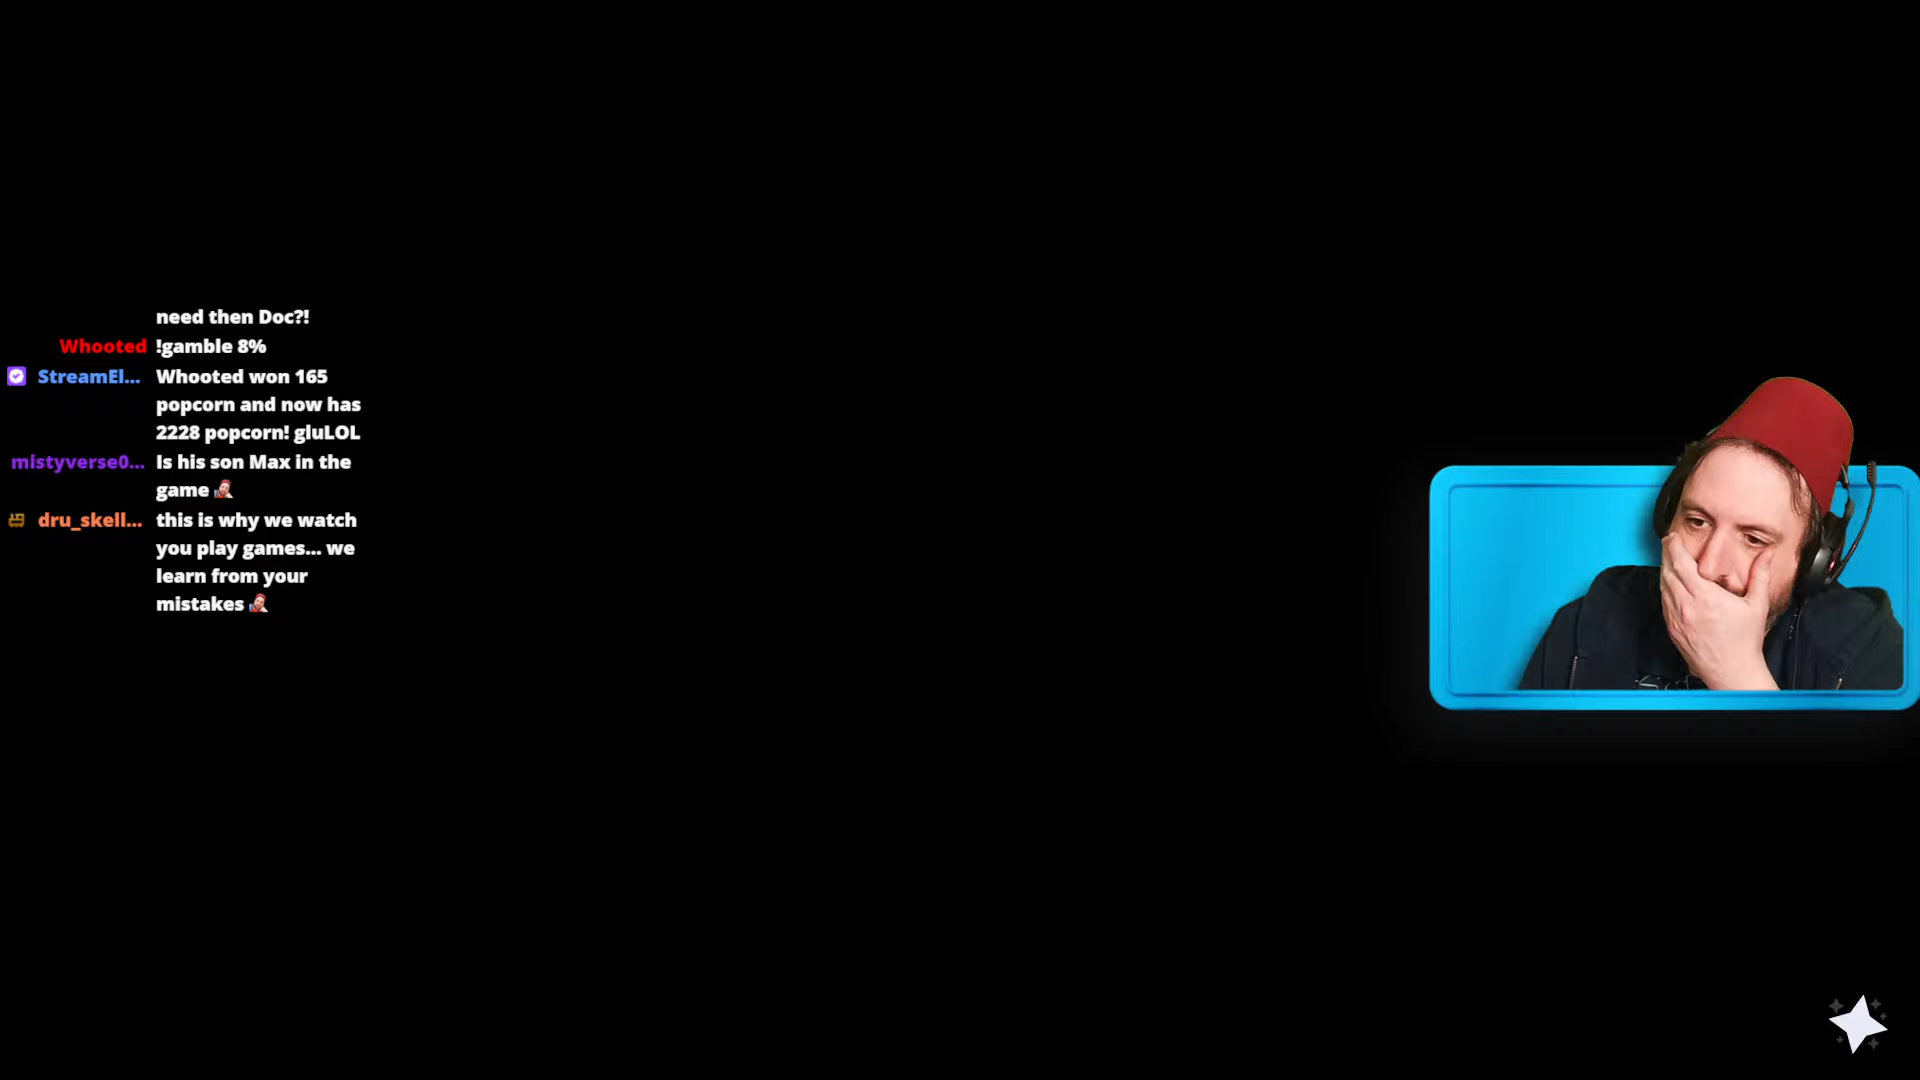 need then Doc?!
Whooted !gamble 8%
StreamEl... Whooted won 165
popcorn and now has
2228 popcorn! gluLOL
mistyverse0... Is his son Max in the
game
dru_skell... this is why we watch
you play games... we
learn from your
mistakes